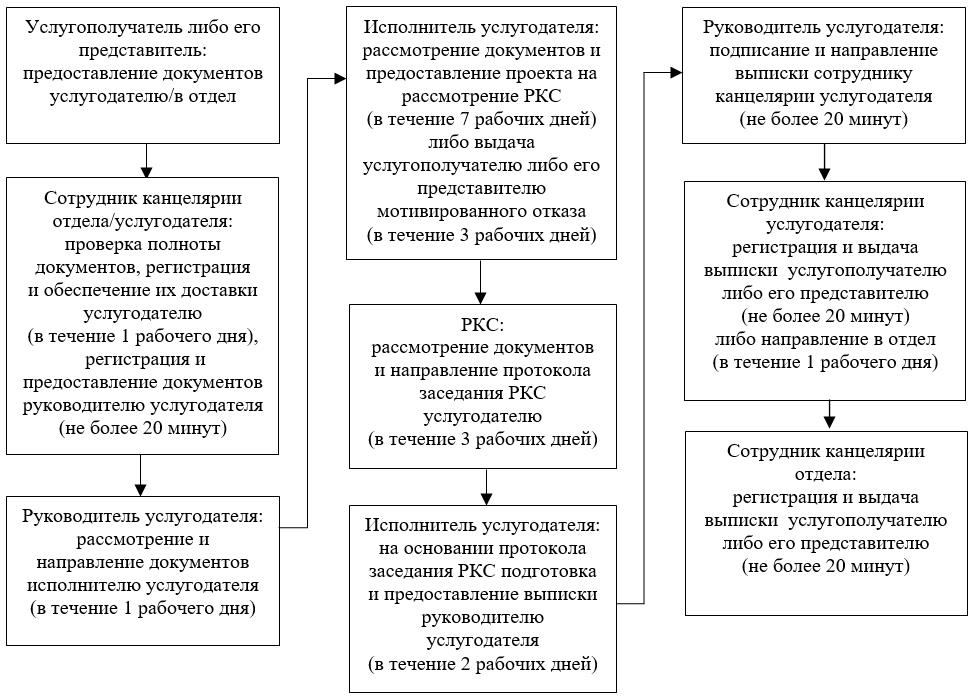 Услугополучатель либо его
представитель:
предоставление документов
услугодателю/в отдел
Сотрудник канцелярии
отдела/услугодателя:
проверка полноты
документов, регистрация
и обеспечение их доставки
услугодателю
(в течение 1 рабочего дня),
регистрация и
предоставление документов
руководителю услугодателя
(не более 20 минут)
Руководитель услугодателя:
рассмотрение и
направление документов
исполнителю услугодателя
(в течение 1 рабочего дня)
Исполнитель услугодателя:
рассмотрение документов и
предоставление проекта на
рассмотрение РКС
(в течение 7 рабочих дней)
либо выдача
услугополучателю либо его
представителю
мотивированного отказа
(в течение 3 рабочих дней)
РКС:
рассмотрение документов
и направление протокола
заседания РКС
услугодателю
(в течение 3 рабочих дней)
Исполнитель услугодателя:
на основании протокола
заседания РКС подготовка
и предоставление выписки
руководителю
услугодателя
(в течение 2 рабочих дней)
Руководитель услугодателя:
подписание и направление
выписки сотруднику
канцелярии услугодателя
(не более 20 минут)
Сотрудник канцелярии
услугодателя:
регистрация и выдача
выписки услугополучателю
либо его представителю
(не более 20 минут)
либо направление в отдел
(в течение 1 рабочего дня)
Сотрудник канцелярии
отдела:
регистрация и выдача
выписки услугополучателю
либо его представителю
(не более 20 минут)